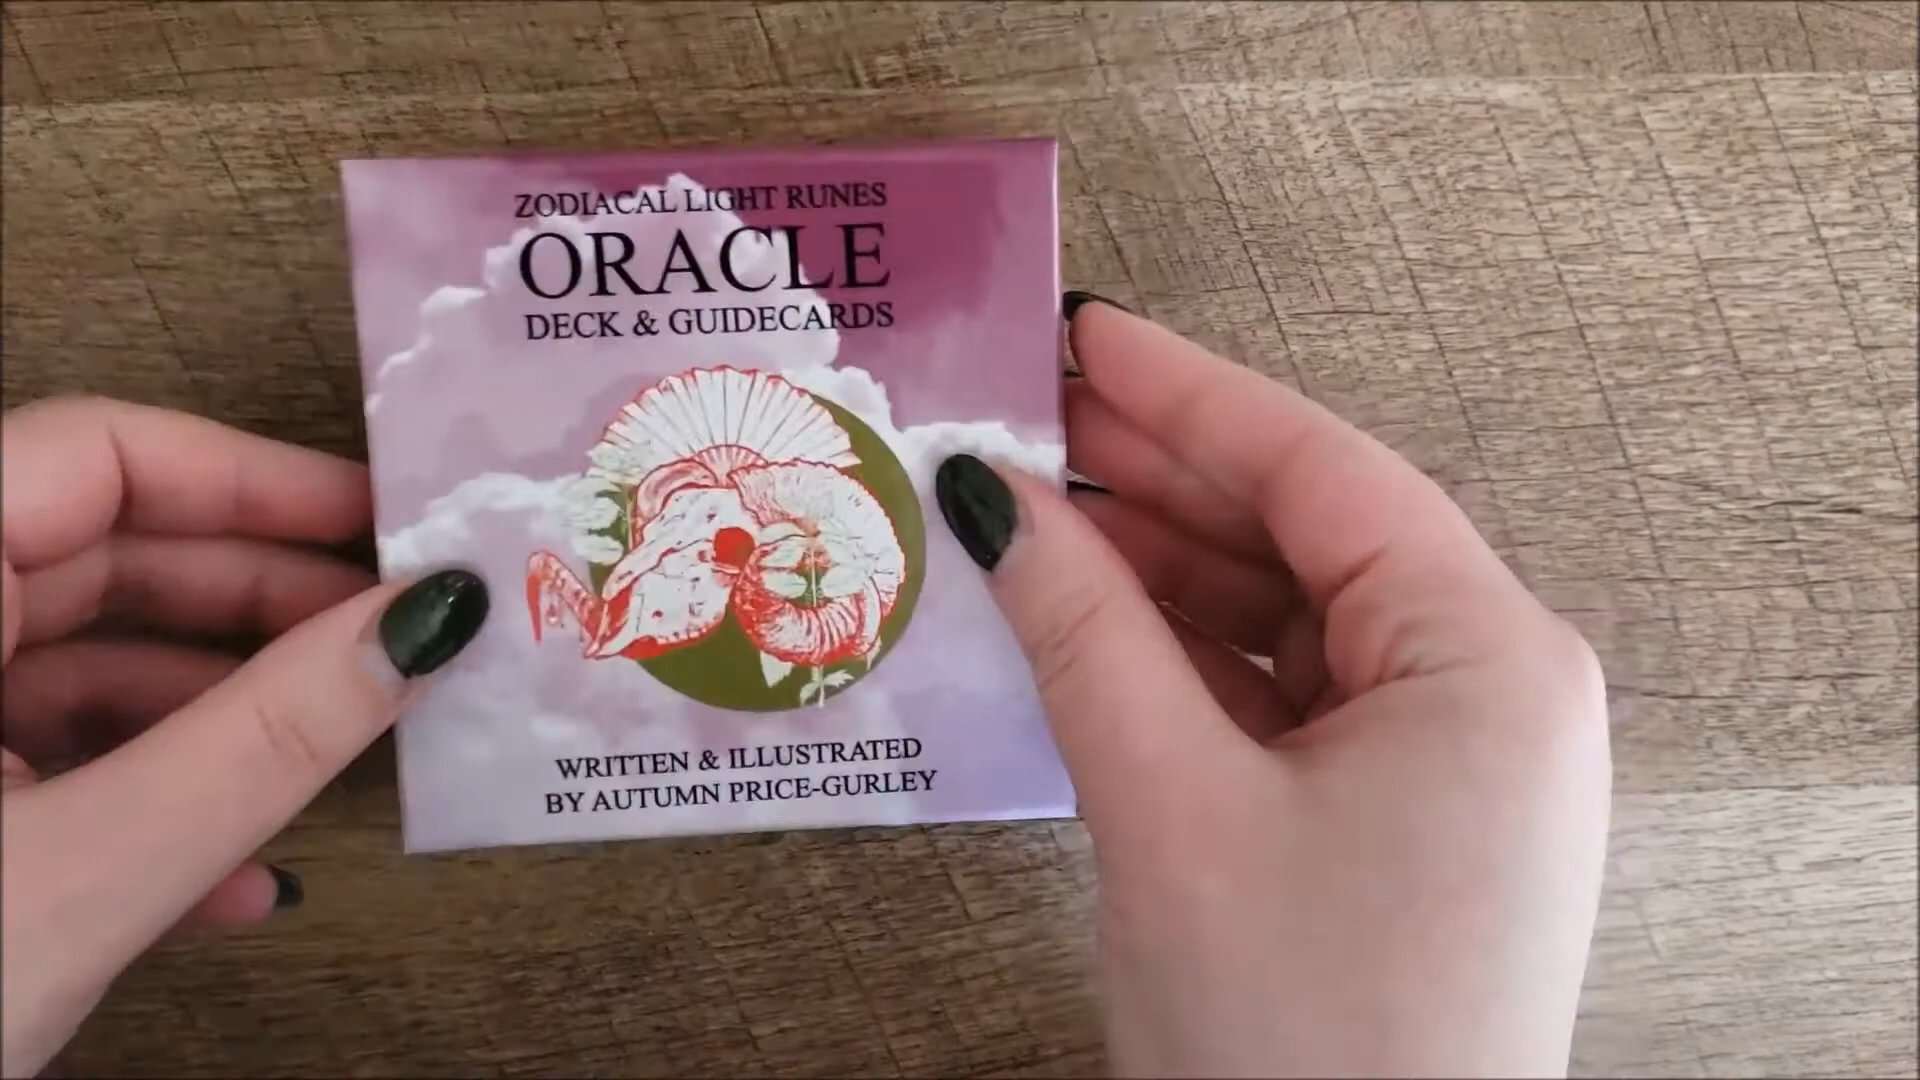 ZODIACAL LIGHT RUNES
ORACLE
DECK & GUIDECARDS
WRITTEN & ILLUSTRATED
BY AUTUMN PRICE-GURLEY